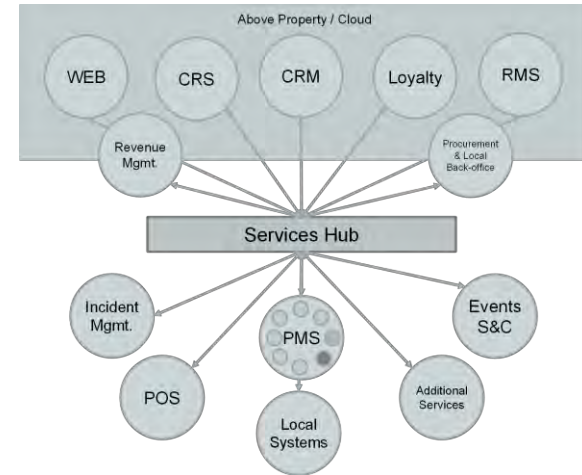 Above Property / Cloud
WEB
CRS
CRM
Loyalty
RMS
Revenue
Mgmt.
Procurement
& Local
Back-office
Services Hub
Incident
Mgmt.
PMS
Events
S&C
POS
Additional
Services
Local
Systems